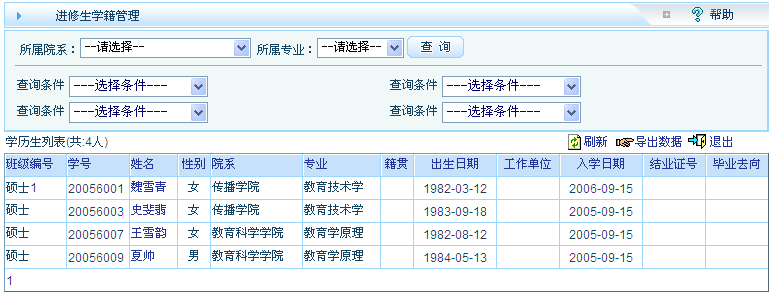 进修生学籍管理 帮助
所属院系： --请选择-- 所属专业： --请选择-- 查 询
查询条件 ---选择条件--- 查询条件 ---选择条件---
查询条件 ---选择条件--- 查询条件 ---选择条件---
学历生列表(共:4人) 刷新 导出数据 退出
班级编号 学号 姓名 性别 院系 专业 籍贯 出生日期 工作单位 入学日期 结业证号 毕业去向
硕士1 20056001 魏雪青 女 传播学院 教育技术学 1982-03-12 2006-09-15
硕士 20056003 史斐翡 女 传播学院 教育技术学 1983-09-18 2005-09-15
硕士 20056007 王雪韵 女 教育科学学院 教育学原理 1982-08-12 2005-09-15
硕士 20056009 夏帅 男 教育科学学院 教育学原理 1984-05-13 2005-09-15
1